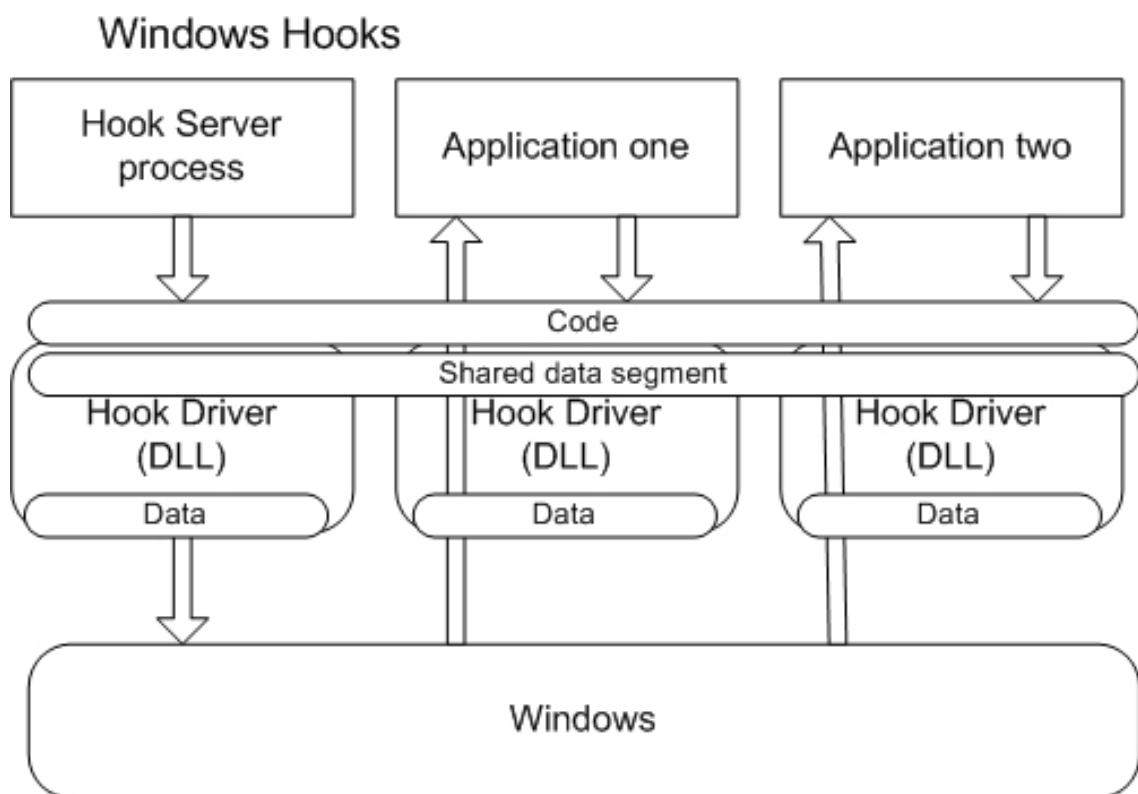 Windows Hooks
Hook Server
process
Application one
Application two
Code
Shared data segment
Hook Driver
(DLL)
Hook Driver
(DLL)
Hook Driver
(DLL)
Data
Data
Data
Windows